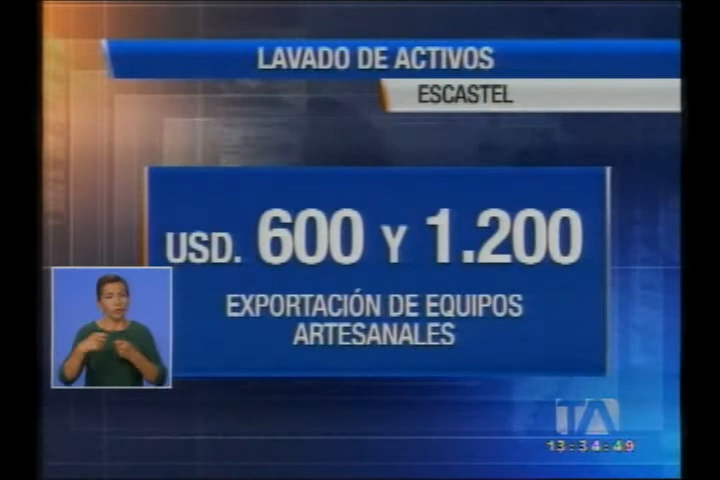 LAVADO DE ACTIVOS
ESCASTEL
USD. 600 Y 1.200
EXPORTACIÓN DE EQUIPOS
ARTESANALES
TA
13:34:49